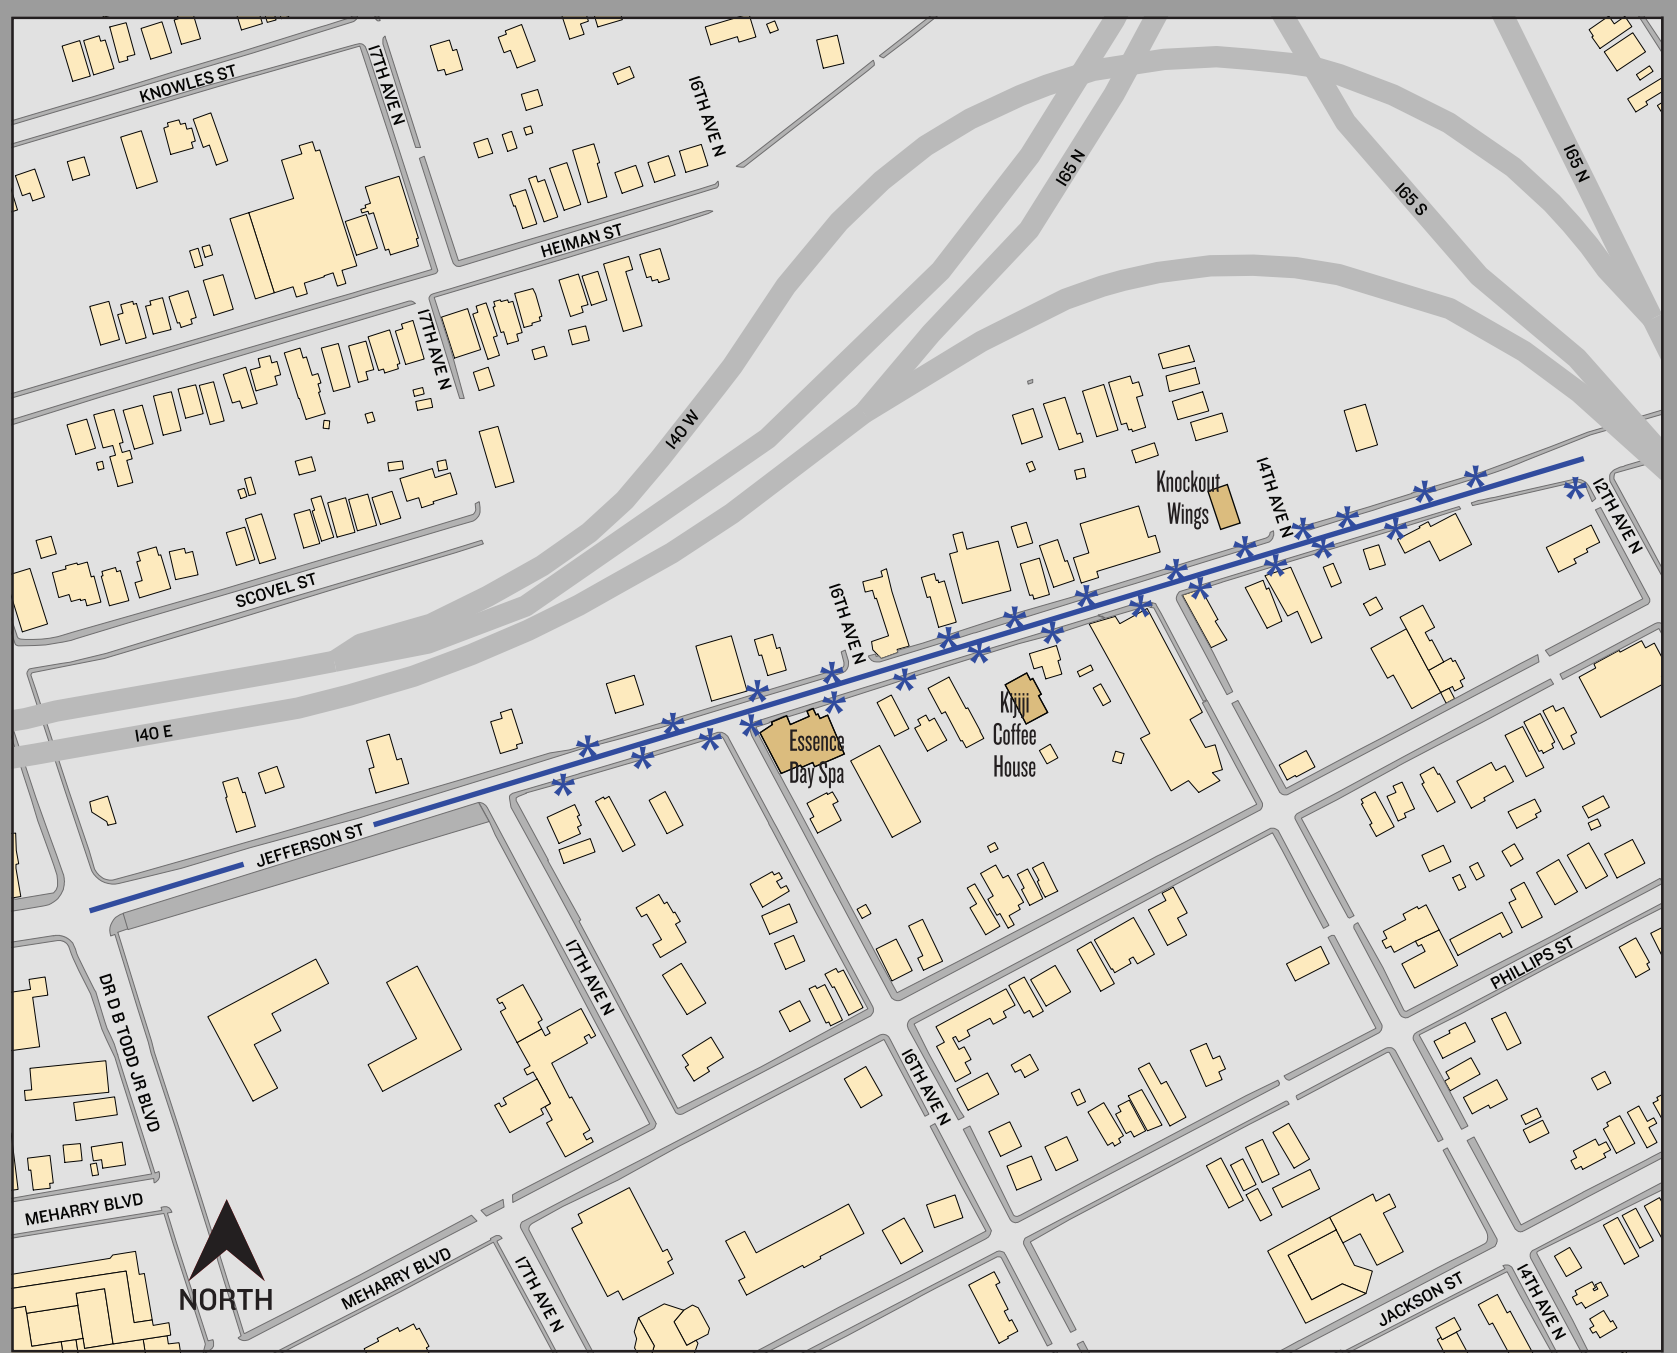 KNOWLES ST
17TH AVE N
16TH AVE N
I65 N
I65 S
I65 N
HEIMAN ST
17TH AVE N
I40 W
Knockout
Wings
14TH AVE N
12TH AVE N
SCOVEL ST
16TH AVE N
I40 E
Kijiji
Coffee
House
Essence
Day Spa
JEFFERSON ST
DR D B TODD JR BLVD
17TH AVE N
PHILLIPS ST
16TH AVE N
MEHARRY BLVD
NORTH
MEHARRY BLVD
17TH AVE N
JACKSON ST
14TH AVE N